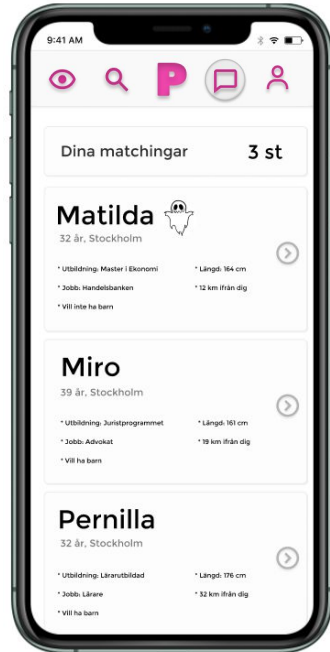 9:41 AM
P
Dina matchingar 3 st
Matilda
32 år, Stockholm
* Utbildning: Master i Ekonomi * Längd: 164 cm
* Jobb: Handelsbanken * 12 km ifrån dig
* Vill inte ha barn
Miro
39 år, Stockholm
* Utbildning: Juristprogrammet * Längd: 161 cm
* Jobb: Advokat * 19 km ifrån dig
* Vill ha barn
Pernilla
32 år, Stockholm
* Utbildning: Lärarutbildad * Längd: 176 cm
* Jobb: Lärare * 32 km ifrån dig
* Vill ha barn